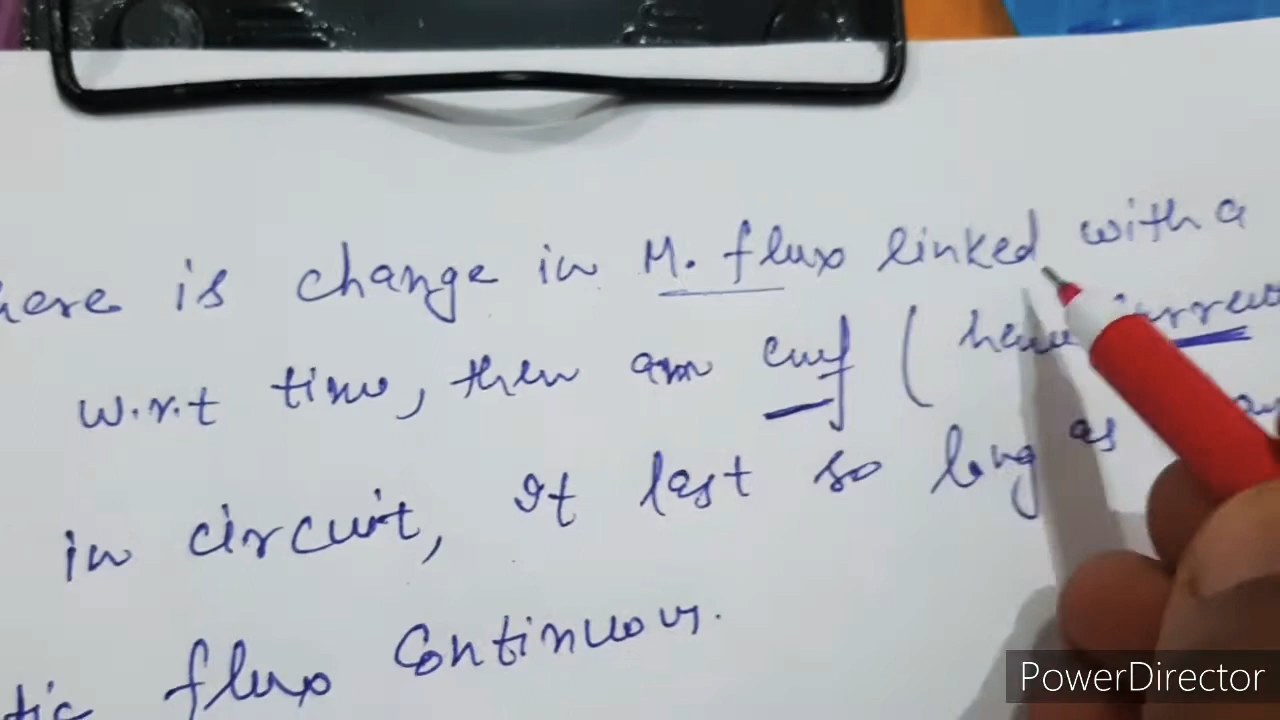 here is change in M. flux linked with a
w.r.t time, then an emf ( hence current
in circuit, It last so long as
tic flux Continuous.
PowerDirector